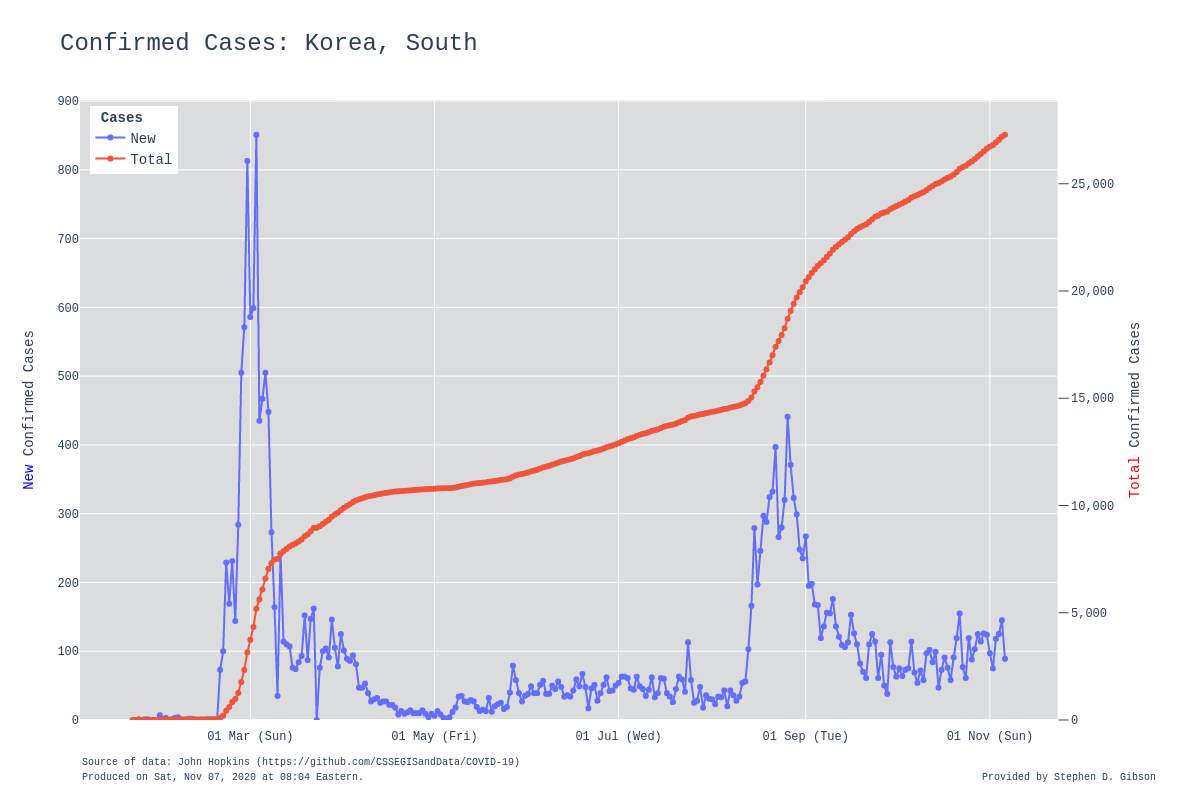 Confirmed Cases: Korea, South
Cases
New
Total
900
800
700
600
500
400
300
200
100
0
25,000
20,000
15,000
10,000
5,000
0
New Confirmed Cases
Total Confirmed Cases
01 Mar (Sun)
01 May (Fri)
01 Jul (Wed)
01 Sep (Tue)
01 Nov (Sun)
Source of data: John Hopkins (https://github.com/CSSEGISandData/COVID-19)
Produced on Sat, Nov 07, 2020 at 08:04 Eastern.
Provided by Stephen D. Gibson